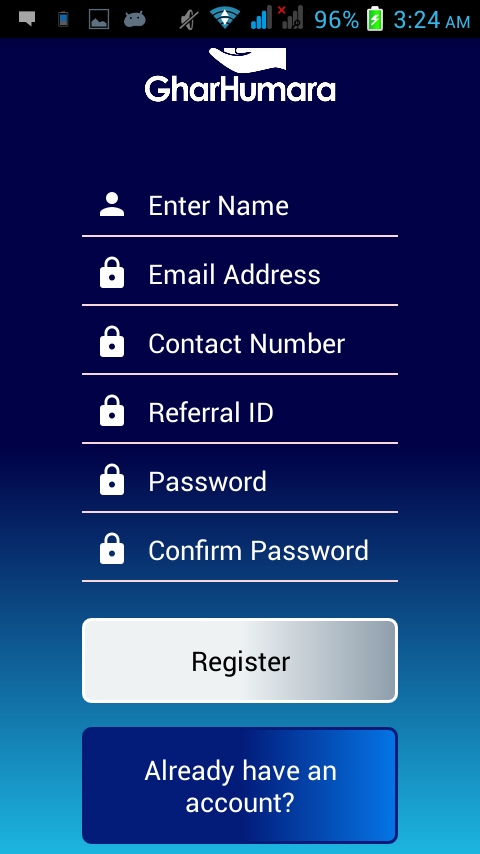 96% 3:24 AM
GharHumara
Enter Name
Email Address
Contact Number
Referral ID
Password
Confirm Password
Register
Already have an
account?